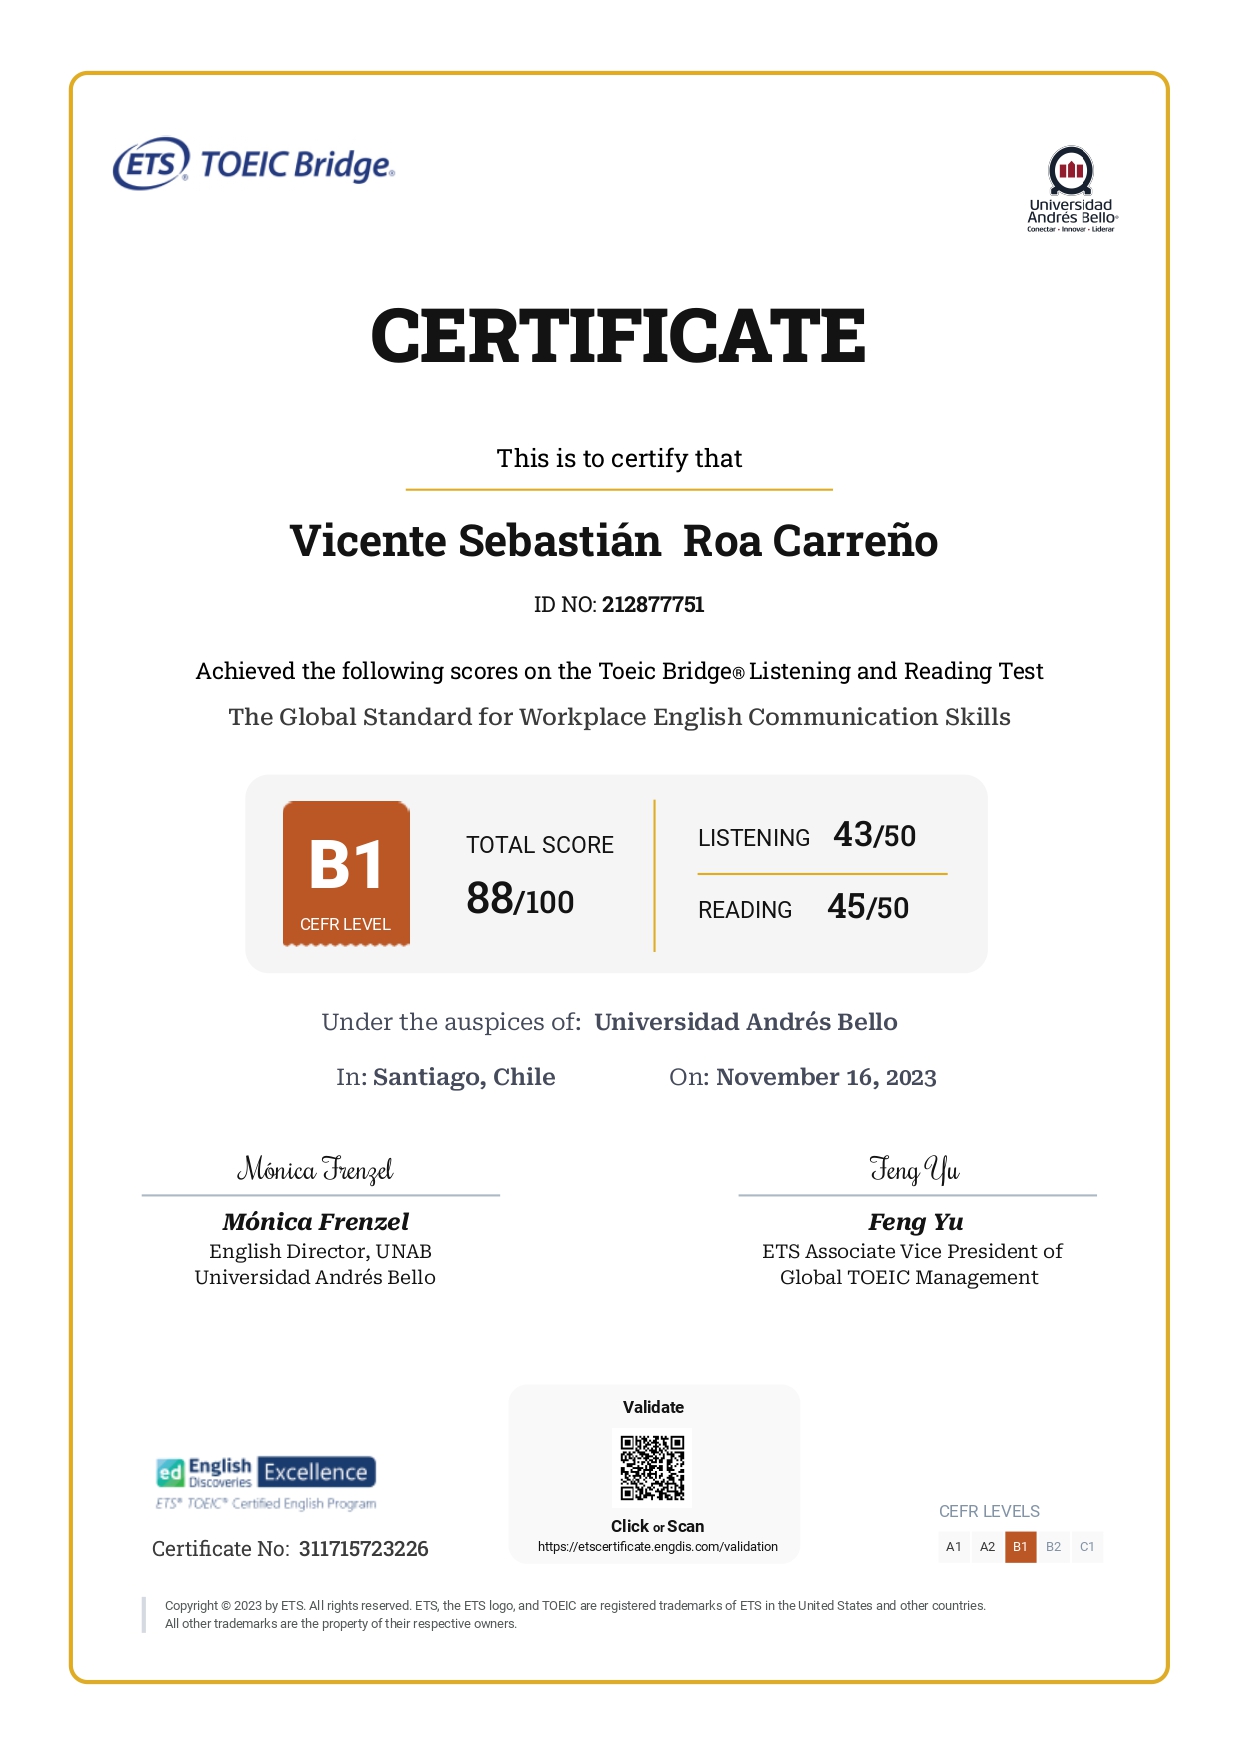 ETS® TOEIC Bridge®
Universidad
Andrés Bello®
Conectar • Innovar • Liderar
CERTIFICATE
This is to certify that
Vicente Sebastián Roa Carreño
ID NO: 212877751
Achieved the following scores on the Toeic Bridge® Listening and Reading Test
The Global Standard for Workplace English Communication Skills
B1
CEFR LEVEL
TOTAL SCORE
88/100
LISTENING 43/50
READING 45/50
Under the auspices of: Universidad Andrés Bello
In: Santiago, Chile On: November 16, 2023
Mónica Frenzel
Mónica Frenzel
English Director, UNAB
Universidad Andrés Bello
Feng Yu
Feng Yu
ETS Associate Vice President of
Global TOEIC Management
ed English Discoveries Excellence
ETS® TOEIC® Certified English Program
Certificate No: 311715723226
Validate
Click or Scan
https://etscertificate.engdis.com/validation
CEFR LEVELS
A1 A2 B1 B2 C1
Copyright © 2023 by ETS. All rights reserved. ETS, the ETS logo, and TOEIC are registered trademarks of ETS in the United States and other countries.
All other trademarks are the property of their respective owners.